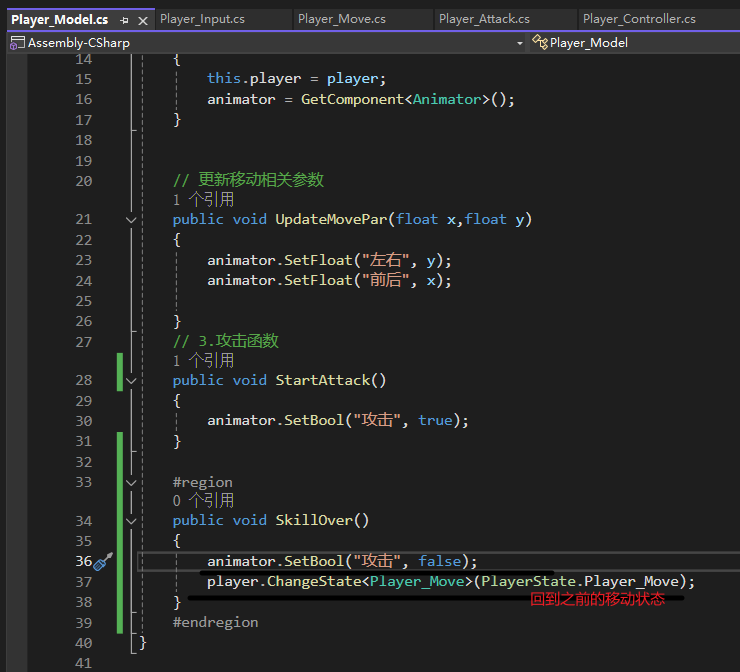 Player_Model.cs Player_Input.cs Player_Move.cs Player_Attack.cs Player_Controller.cs
Assembly-CSharp Player_Model
14 {
15 this.player = player;
16 animator = GetComponent<Animator>();
17 }
18
19
20 // 更新移动相关参数
1 个引用
21 public void UpdateMovePar(float x,float y)
22 {
23 animator.SetFloat("左右", y);
24 animator.SetFloat("前后", x);
25
26 }
27 // 3.攻击函数
1 个引用
28 public void StartAttack()
29 {
30 animator.SetBool("攻击", true);
31 }
32
33 #region
0 个引用
34 public void SkillOver()
35 {
36 animator.SetBool("攻击", false);
37 player.ChangeState<Player_Move>(PlayerState.Player_Move);
38 }
回到之前的移动状态
39 #endregion
40 }
41